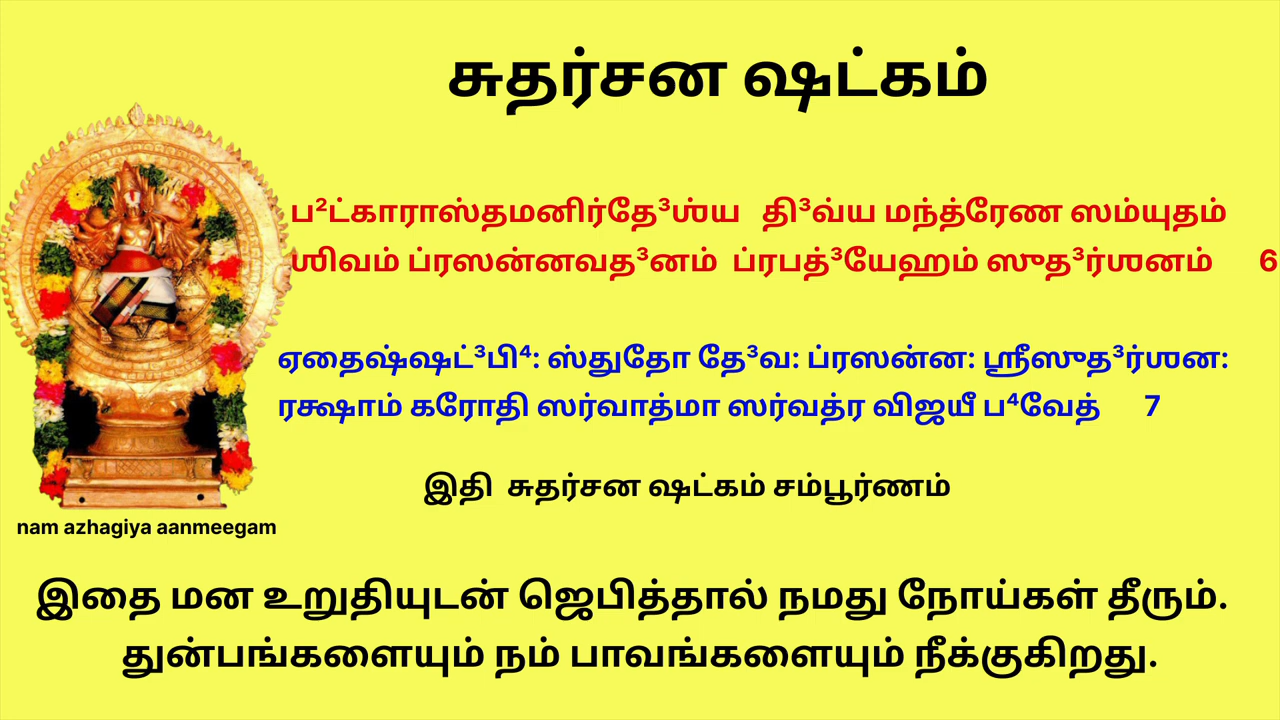 சுதர்சன ஷட்கம்
ப²ட்காராஸ்தமனிர்தே³ஶ்ய தி³வ்ய மந்த்ரேண ஸம்யுதம்
ஶிவம் ப்ரஸன்னவத³னம் ப்ரபத்³யேஹம் ஸுத³ர்ஶனம் 6
ஏதைஷ்ஷட்³பி⁴: ஸ்துதோ தே³வ: ப்ரஸன்ன: ஸ்ரீஸுத³ர்ஶன:
ரக்ஷாம் கரோதி ஸர்வாத்மா ஸர்வத்ர விஜயீ ப⁴வேத் 7
இதி சுதர்சன ஷட்கம் சம்பூர்ணம்
nam azhagiya aanmeegam
இதை மன உறுதியுடன் ஜெபித்தால் நமது நோய்கள் தீரும்.
துன்பங்களையும் நம் பாவங்களையும் நீக்குகிறது.